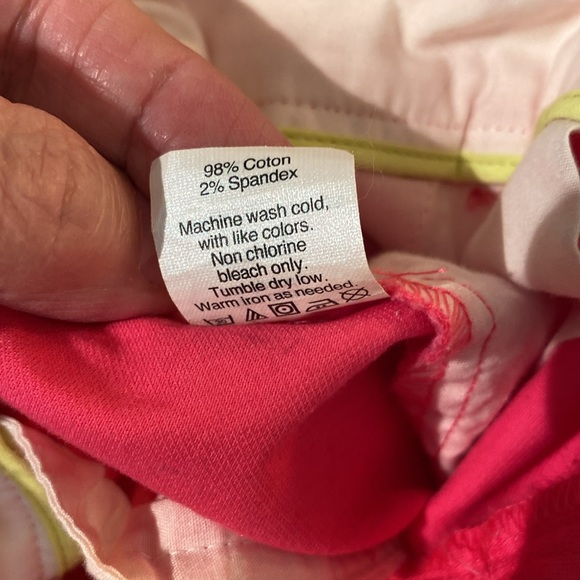 98% Coton
2% Spandex
Machine wash cold,
with like colors.
Non chlorine
bleach only.
Tumble dry low.
Warm iron as needed.